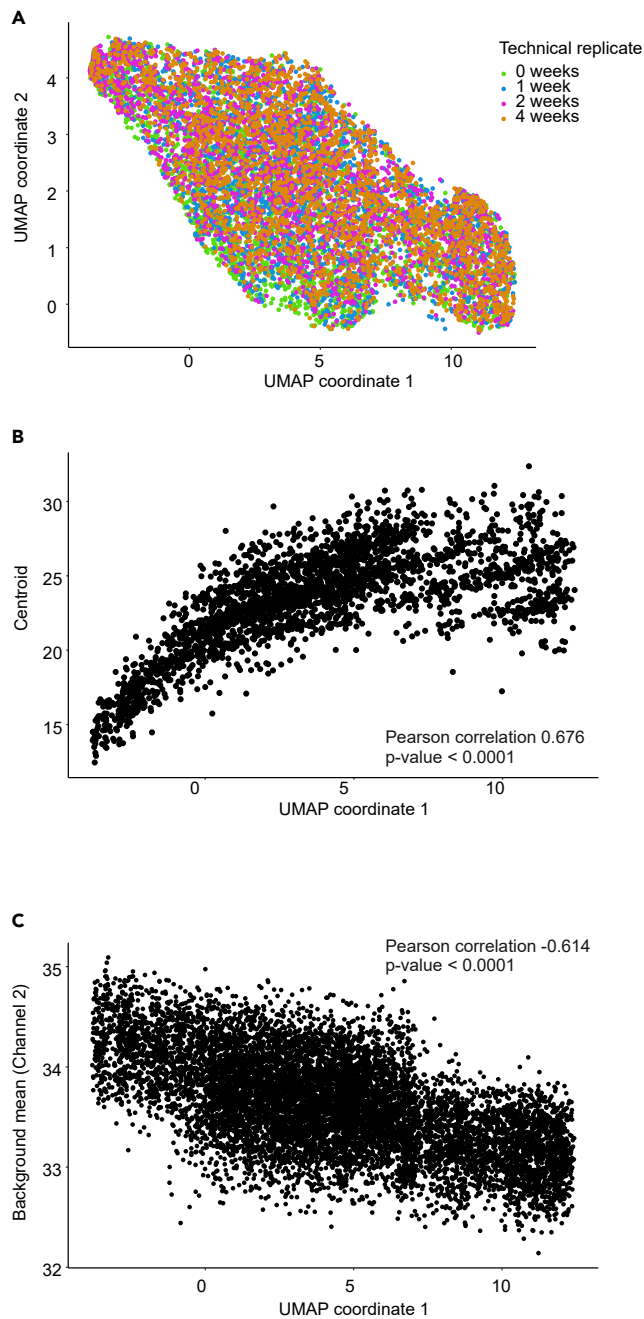 A
Technical replicate
0 weeks
1 week
2 weeks
4 weeks
UMAP coordinate 2
4
3
2
1
0
0 5 10
UMAP coordinate 1
B
Centroid
30
25
20
15
Pearson correlation 0.676
p-value < 0.0001
0 5 10
UMAP coordinate 1
C
Pearson correlation -0.614
p-value < 0.0001
Background mean (Channel 2)
35
34
33
32
0 5 10
UMAP coordinate 1